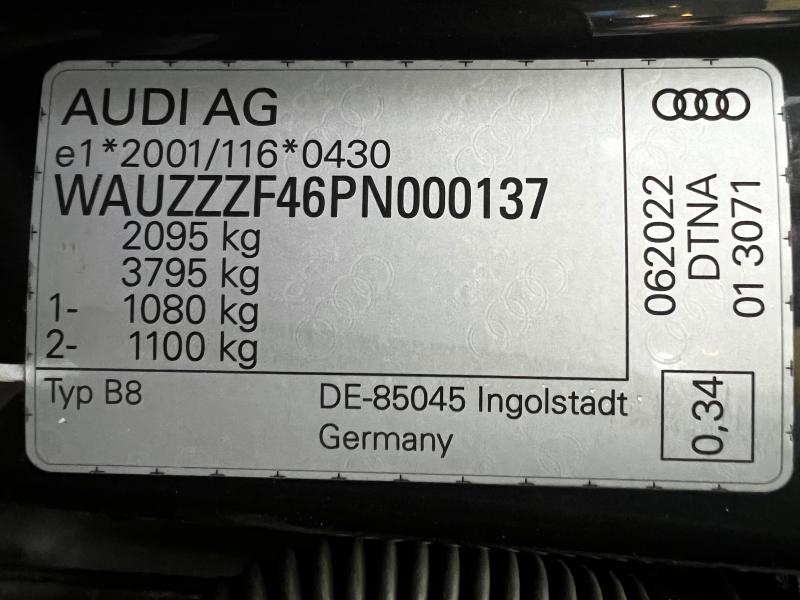 AUDI AG
e1*2001/116*0430
WAUZZZF46PN000137
2095 kg
3795 kg
1- 1080 kg
2- 1100 kg
Typ B8
DE-85045 Ingolstadt
Germany
062022
DTNA
01 3071
0,34